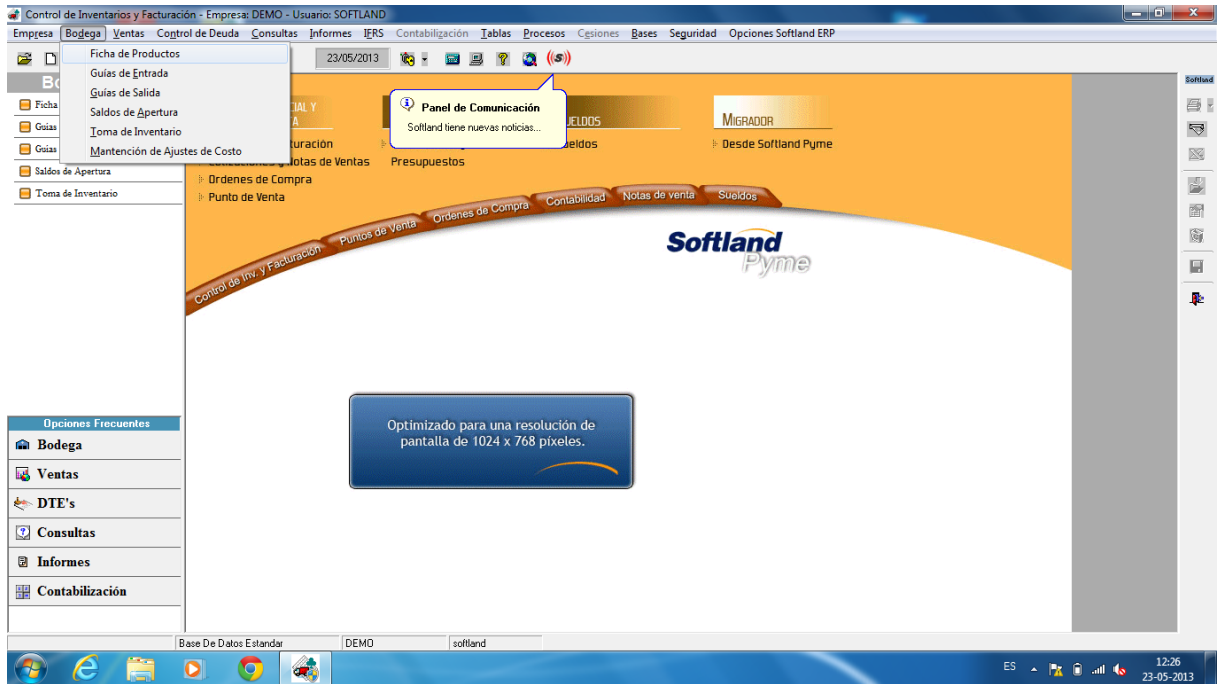 Control de Inventarios y Facturación - Empresa: DEMO - Usuario: SOFTLAND
Empresa Bodega Ventas Control de Deuda Consultas Informes IFRS Contabilización Tablas Procesos Cgsiones Bases Seguridad Opciones Softland ERP
Ficha de Productos
Guías de Entrada
Guías de Salida
Saldos de Apertura
Toma de Inventario
Mantención de Ajustes de Costo
23/05/2013
Softland
Ficha
Guias
Guias
Saldos de Apertura
Toma de Inventario
Panel de Comunicación
Softland tiene nuevas noticias...
MIGRADOR
Desde Softland Pyme
Notas de Ventas
Presupuestos
Ordenes de Compra
Punto de Venta
Control de Inv. y Facturación
Puntos de Venta
Ordenes de Compra
Contabilidad
Notas de venta
Sueldos
Softland
Pyme
Optimizado para una resolución de
pantalla de 1024 x 768 píxeles.
Opciones Frecuentes
Bodega
Ventas
DTE's
Consultas
Informes
Contabilización
Base De Datos Estandar DEMO softland
ES
12:26
23-05-2013